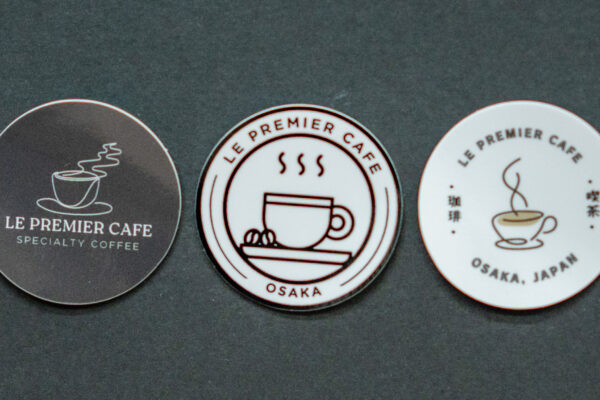 LE PREMIER CAFE
SPECIALTY COFFEE
LE PREMIER CAFE
OSAKA
LE PREMIER CAFE
珈琲
喫茶
OSAKA, JAPAN